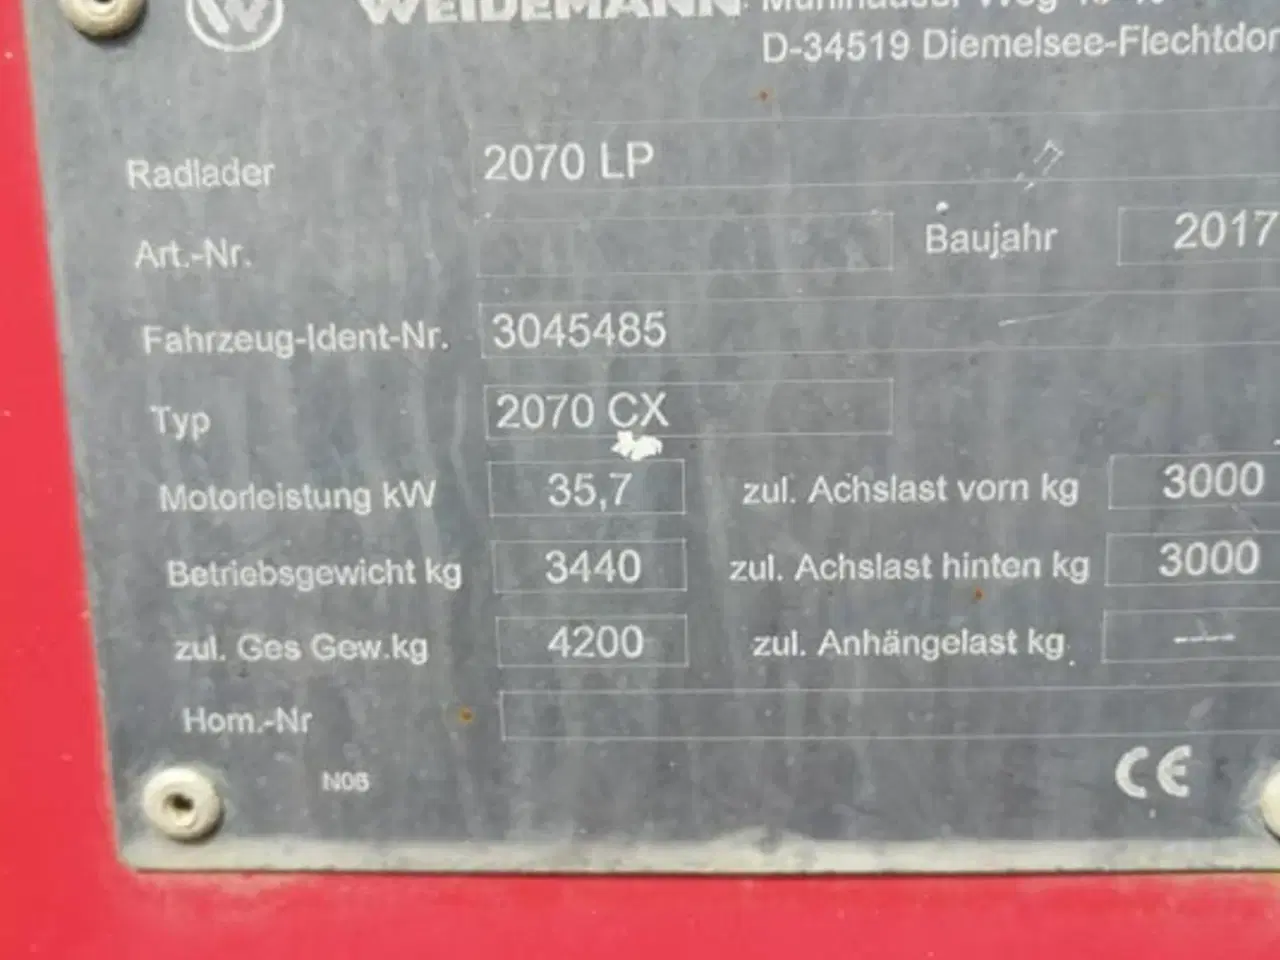 W WEIDEMANN
D-34519 Diemelsee-Flechtdor
Radlader 2070 LP
Art.-Nr. Baujahr 2017
Fahrzeug-Ident-Nr. 3045485
Typ 2070 CX
Motorleistung kW 35,7 zul. Achslast vorn kg 3000
Betriebsgewicht kg 3440 zul. Achslast hinten kg 3000
zul. Ges Gew.kg 4200 zul. Anhängelast kg —
Hom.-Nr
N06 CE